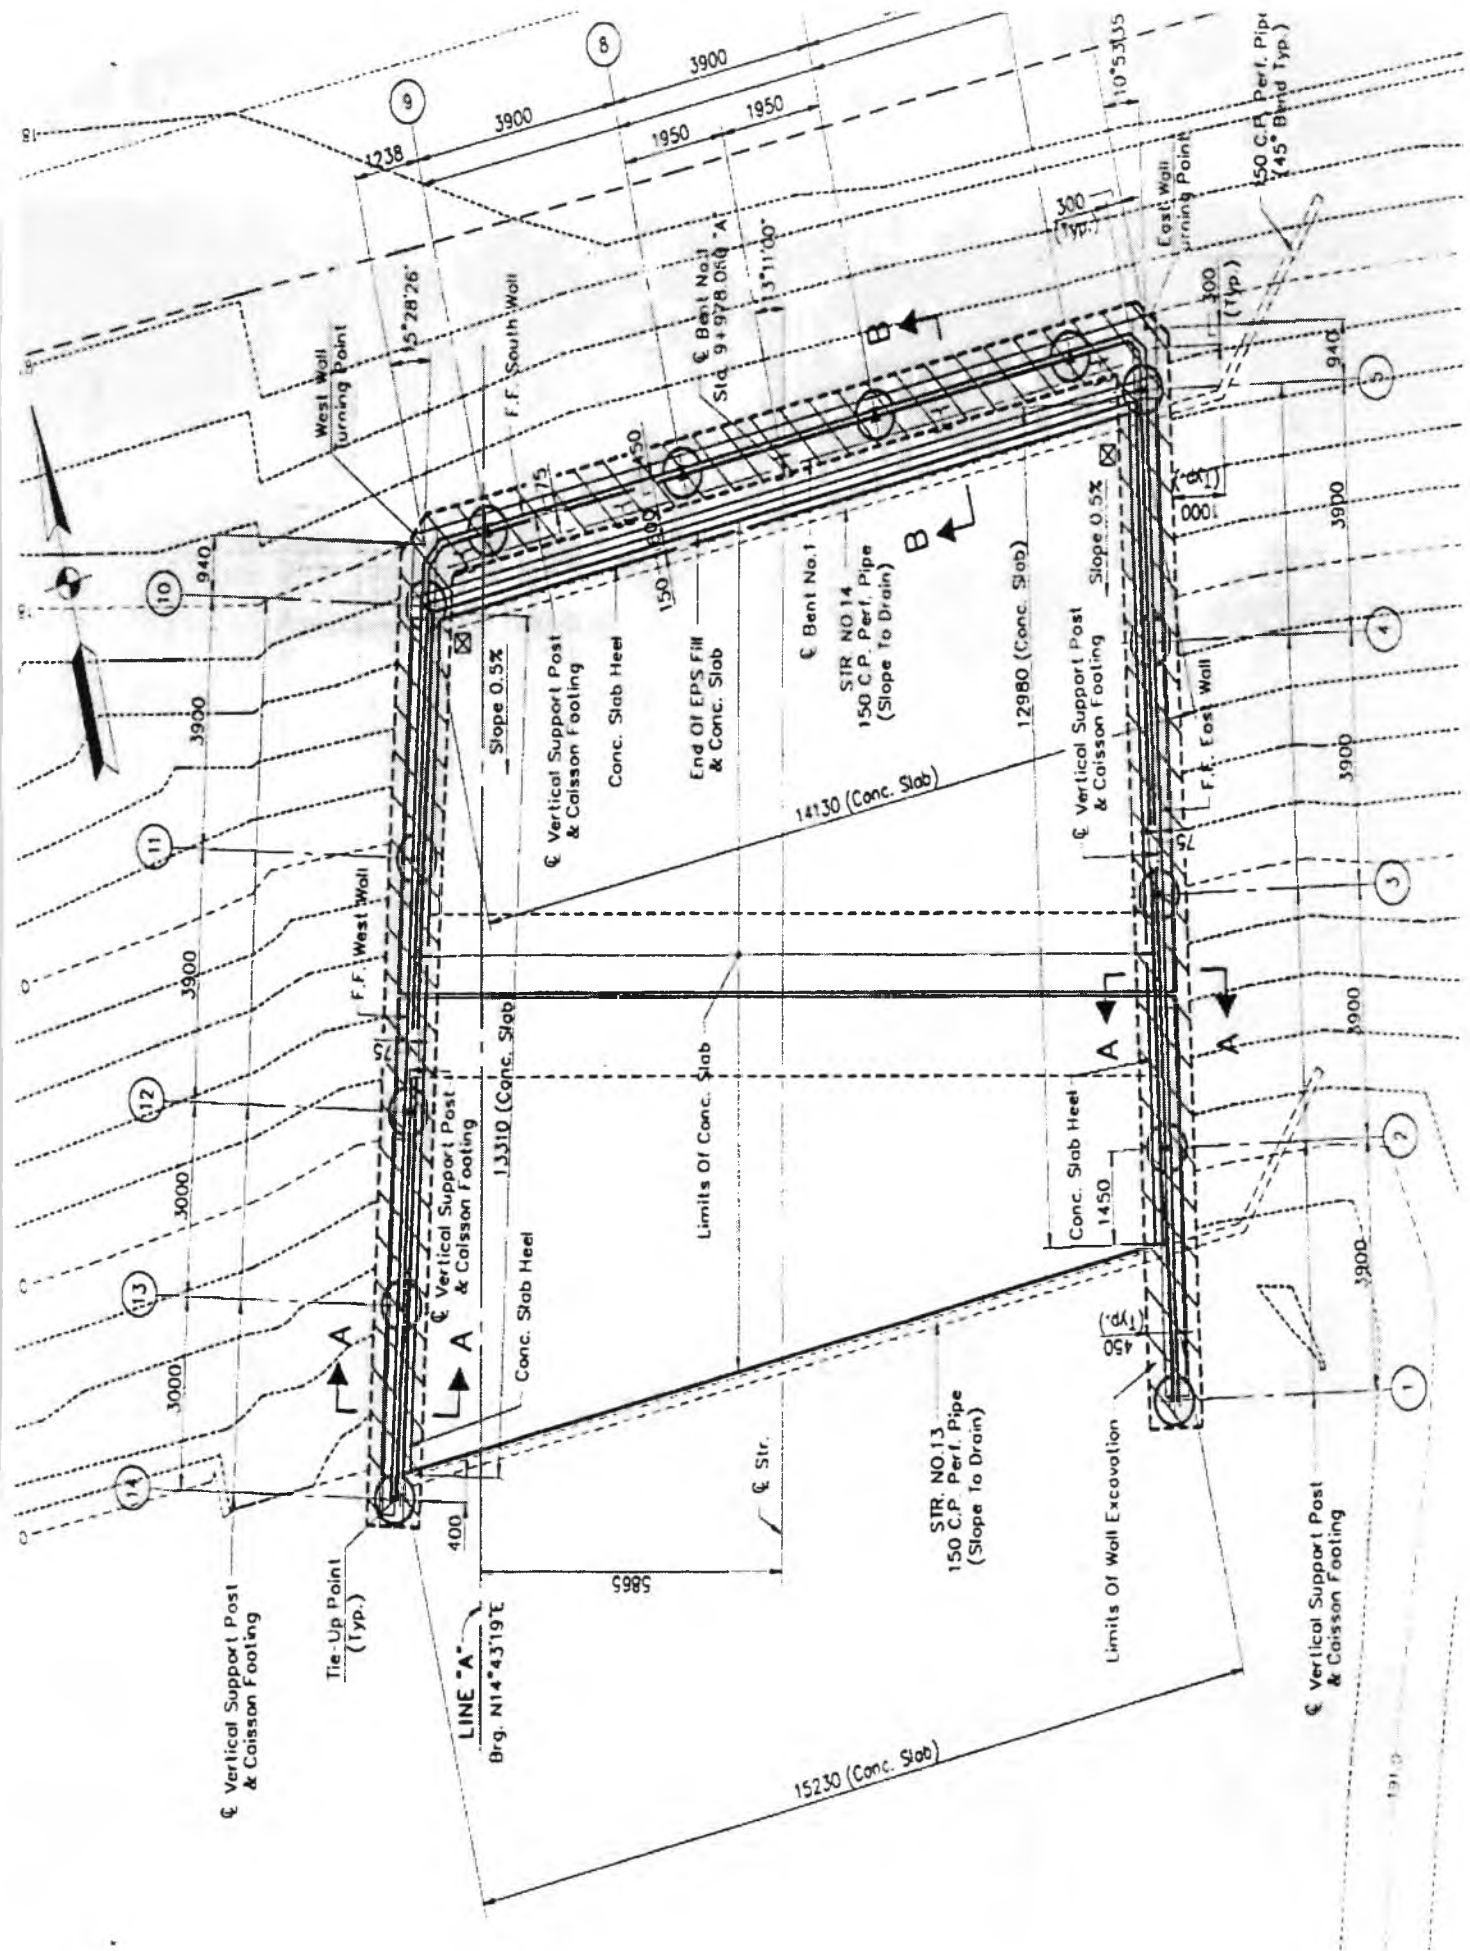 8
9
3900
3900
1238
1950
1950
10°53'35
150 C.P. Perf. Pipe
(45° Bend Typ.)
15°28'26"
F.F. South Wall
West Wall
Turning Point
℄ Bent No.1
Sta. 9+978.060 "A"
3°11'00"
300
(Typ.)
East Wall
Turning Point
300
(Typ.)
940
5
B
B
940
10
75
450
150
Slope 0.5%
℄ Vertical Support Post
& Caisson Footing
Conc. Slab Heel
End Of EPS Fill
& Conc. Slab
℄ Bent No.1
STR. NO.14
150 C.P. Perf. Pipe
(Slope To Drain)
12980 (Conc. Slab)
℄ Vertical Support Post
& Caisson Footing
Slope 0.5%
1000
(Typ.)
3900
4
3900
11
14130 (Conc. Slab)
F.F. East Wall
75
3900
3
F.F. West Wall
3900
75
12
℄ Vertical Support Post
& Caisson Footing
13310 (Conc. Slab)
Limits Of Conc. Slab
A
A
3900
Conc. Slab Heel
1450
2
3000
13
A
A
Conc. Slab Heel
3900
450
(Typ.)
3000
14
400
℄ Str.
STR. NO.13
150 C.P. Perf. Pipe
(Slope To Drain)
Limits Of Wall Excavation
1
℄ Vertical Support Post
& Caisson Footing
Tie-Up Point
(Typ.)
LINE "A"
Brg. N14°43'19"E
5865
℄ Vertical Support Post
& Caisson Footing
15230 (Conc. Slab)